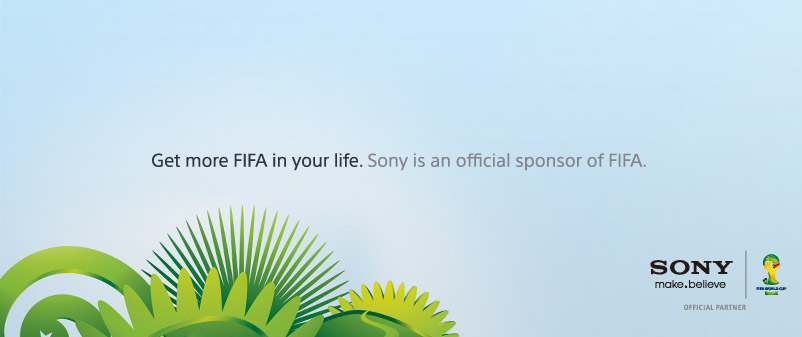 Get more FIFA in your life. Sony is an official sponsor of FIFA.
SONY
make.believe
FIFA WORLD CUP
OFFICIAL PARTNER